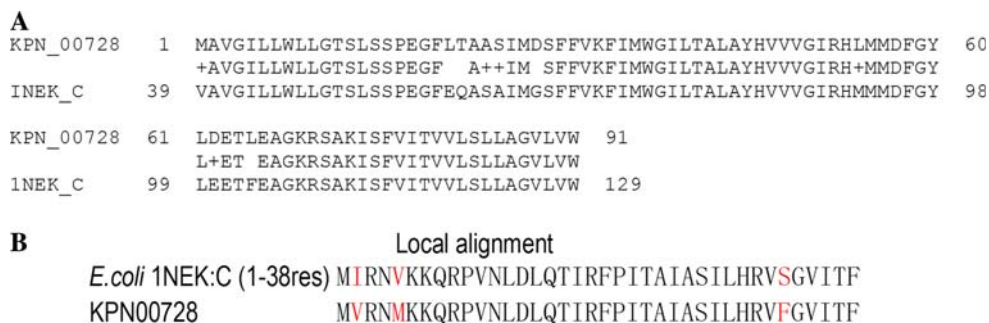 A
KPN_00728 1 MAVGILLWLLGTSLSSPEGFLTAASIMDSFFVKFIMWGILTALAYHVVVGIRHLMMDFGY 60
+AVGILLWLLGTSLSSPEGF A++IM SFFVKFIMWGILTALAYHVVVGIRH+MMDFGY
INEK_C 39 VAVGILLWLLGTSLSSPEGFEQASAIMGSFFVKFIMWGILTALAYHVVVGIRHMMMDFGY 98
KPN_00728 61 LDETLEAGKRSAKISFVITVVLSLLAGVLVW 91
L+ET EAGKRSAKISFVITVVLSLLAGVLVW
1NEK_C 99 LEETFEAGKRSAKISFVITVVLSLLAGVLVW 129
B
Local alignment
E.coli 1NEK:C (1-38res) MIRNVKKQRPVNLDLQTIRFPITAIASILHRVSGVITF
KPN00728 MVRNMKKQRPVNLDLQTIRFPITAIASILHRVFGVITF